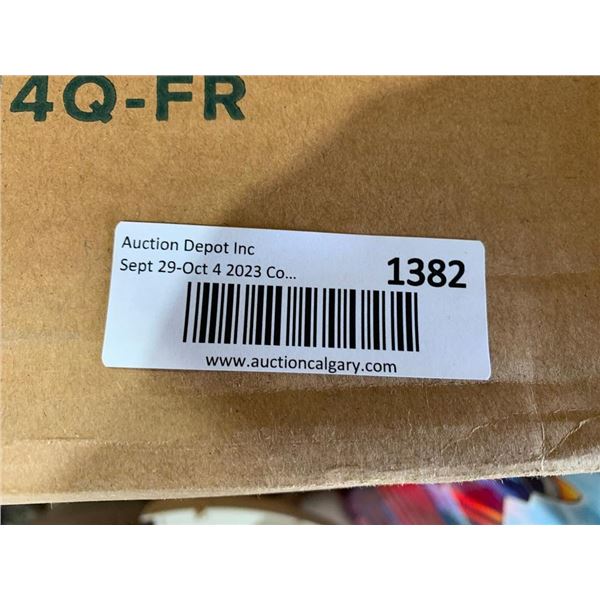 4Q-FR
Auction Depot Inc
Sept 29-Oct 4 2023 Co...
1382
www.auctioncalgary.com